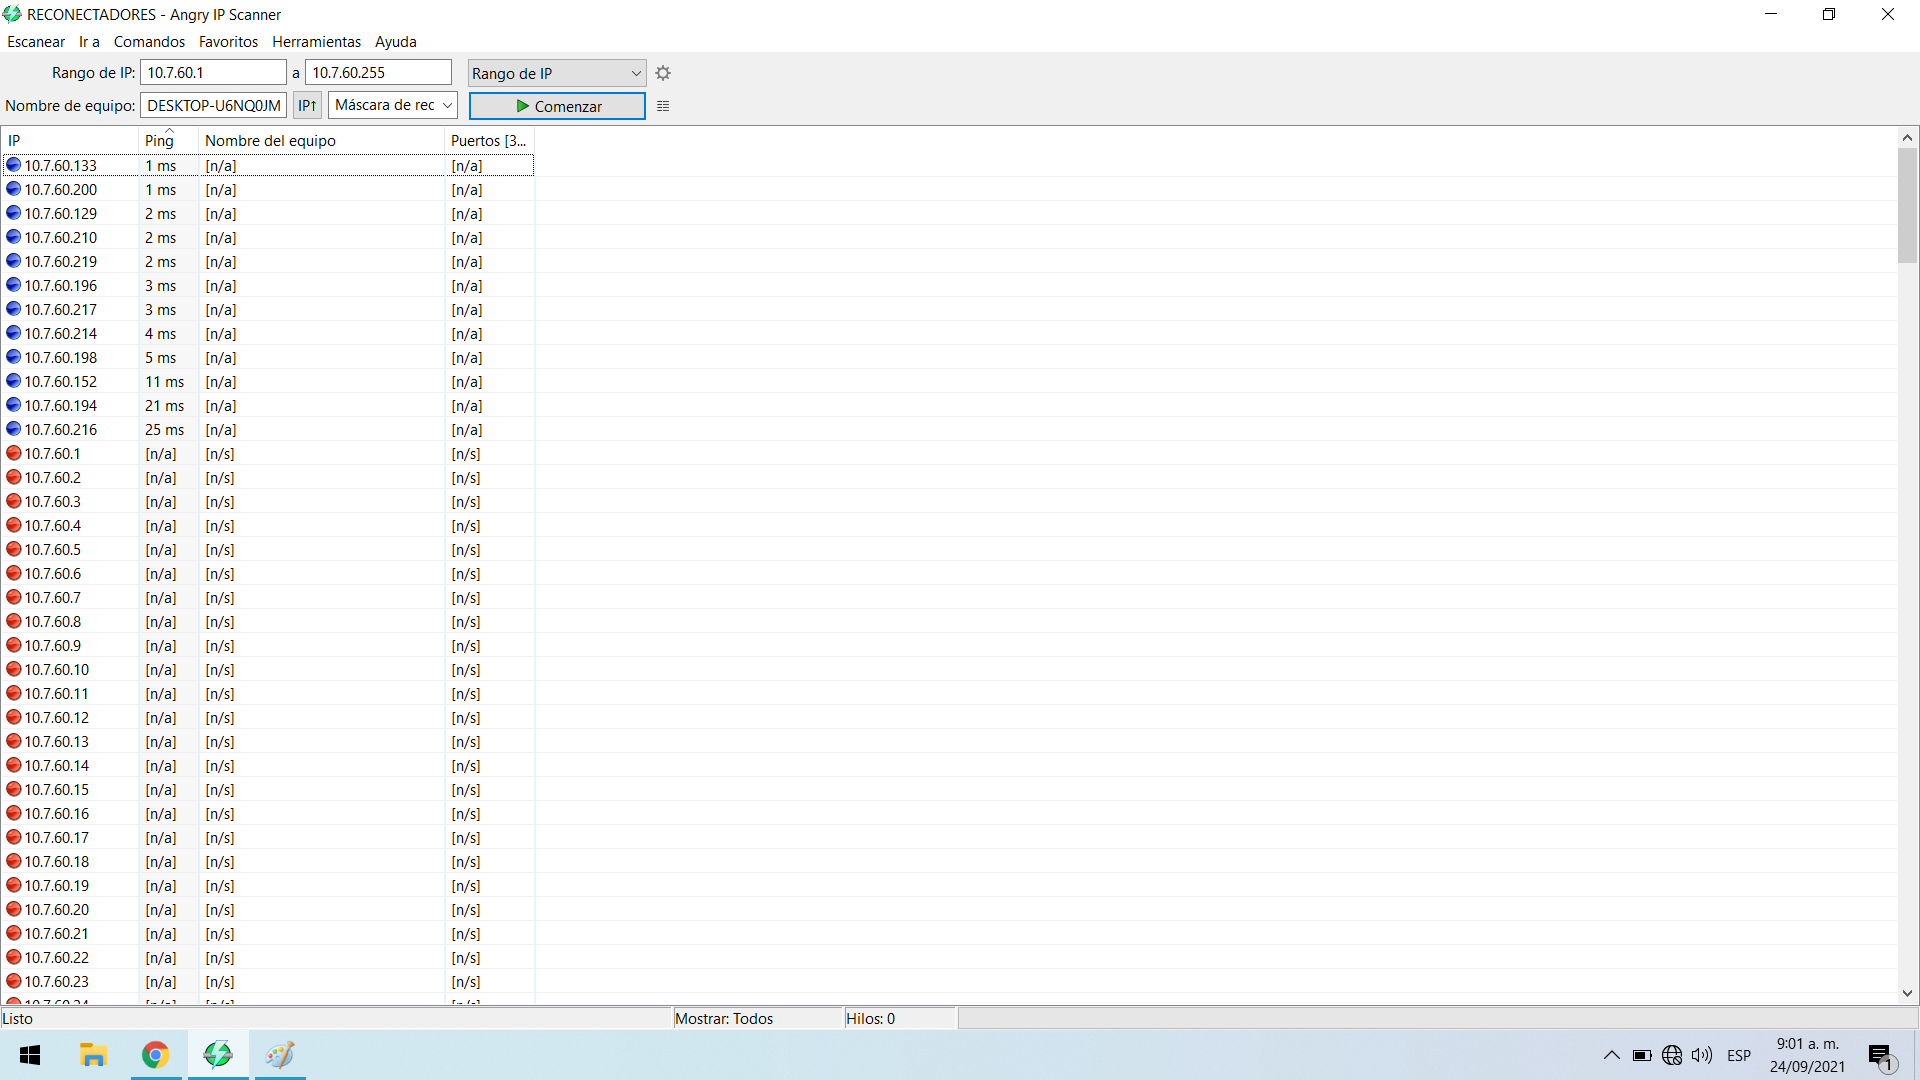 RECONECTADORES - Angry IP Scanner
Escanear Ir a Comandos Favoritos Herramientas Ayuda
Rango de IP: 10.7.60.1 a 10.7.60.255 Rango de IP
Nombre de equipo: DESKTOP-U6NQ0JM IP↑ Máscara de rec Comenzar
IP Ping Nombre del equipo Puertos [3...
10.7.60.133 1 ms [n/a] [n/a]
10.7.60.200 1 ms [n/a] [n/a]
10.7.60.129 2 ms [n/a] [n/a]
10.7.60.210 2 ms [n/a] [n/a]
10.7.60.219 2 ms [n/a] [n/a]
10.7.60.196 3 ms [n/a] [n/a]
10.7.60.217 3 ms [n/a] [n/a]
10.7.60.214 4 ms [n/a] [n/a]
10.7.60.198 5 ms [n/a] [n/a]
10.7.60.152 11 ms [n/a] [n/a]
10.7.60.194 21 ms [n/a] [n/a]
10.7.60.216 25 ms [n/a] [n/a]
10.7.60.1 [n/a] [n/s] [n/s]
10.7.60.2 [n/a] [n/s] [n/s]
10.7.60.3 [n/a] [n/s] [n/s]
10.7.60.4 [n/a] [n/s] [n/s]
10.7.60.5 [n/a] [n/s] [n/s]
10.7.60.6 [n/a] [n/s] [n/s]
10.7.60.7 [n/a] [n/s] [n/s]
10.7.60.8 [n/a] [n/s] [n/s]
10.7.60.9 [n/a] [n/s] [n/s]
10.7.60.10 [n/a] [n/s] [n/s]
10.7.60.11 [n/a] [n/s] [n/s]
10.7.60.12 [n/a] [n/s] [n/s]
10.7.60.13 [n/a] [n/s] [n/s]
10.7.60.14 [n/a] [n/s] [n/s]
10.7.60.15 [n/a] [n/s] [n/s]
10.7.60.16 [n/a] [n/s] [n/s]
10.7.60.17 [n/a] [n/s] [n/s]
10.7.60.18 [n/a] [n/s] [n/s]
10.7.60.19 [n/a] [n/s] [n/s]
10.7.60.20 [n/a] [n/s] [n/s]
10.7.60.21 [n/a] [n/s] [n/s]
10.7.60.22 [n/a] [n/s] [n/s]
10.7.60.23 [n/a] [n/s] [n/s]
Listo Mostrar: Todos Hilos: 0
ESP 9:01 a. m.
24/09/2021 1